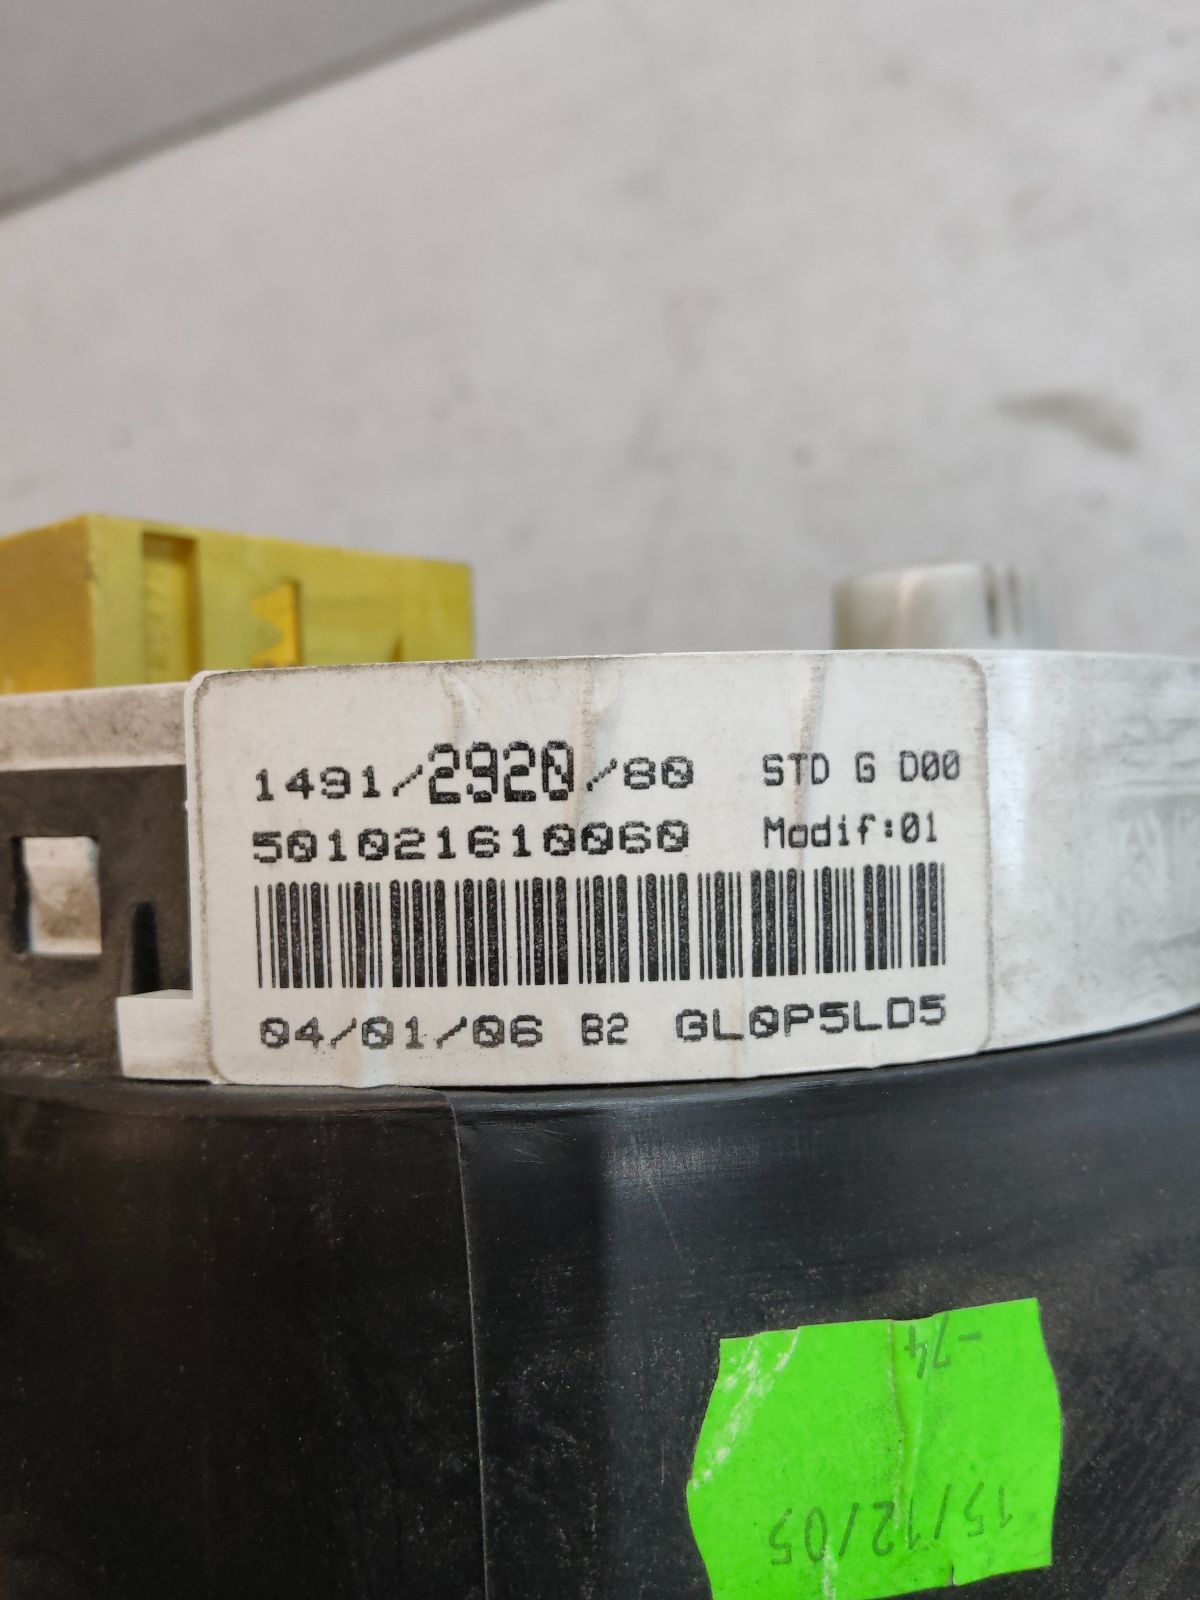 1491/2920/80 STD G D00
501021610060 Modif:01
04/01/06 B2 GL0P5LD5
-74
15/12/05